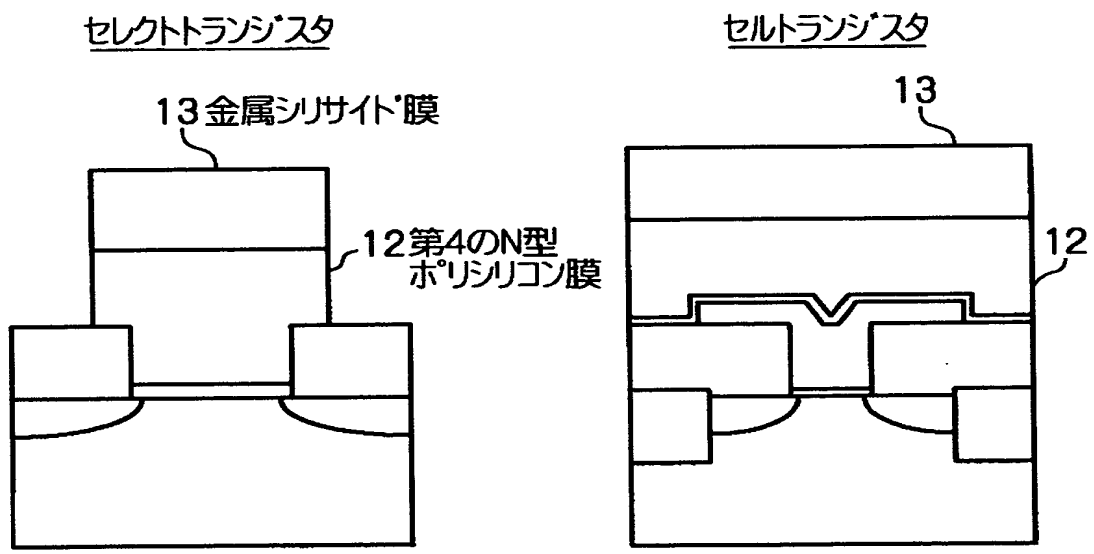 セレクトトランジスタ
セルトランジスタ
13金属シリサイド膜
13
12第4のN型
ポリシリコン膜
12